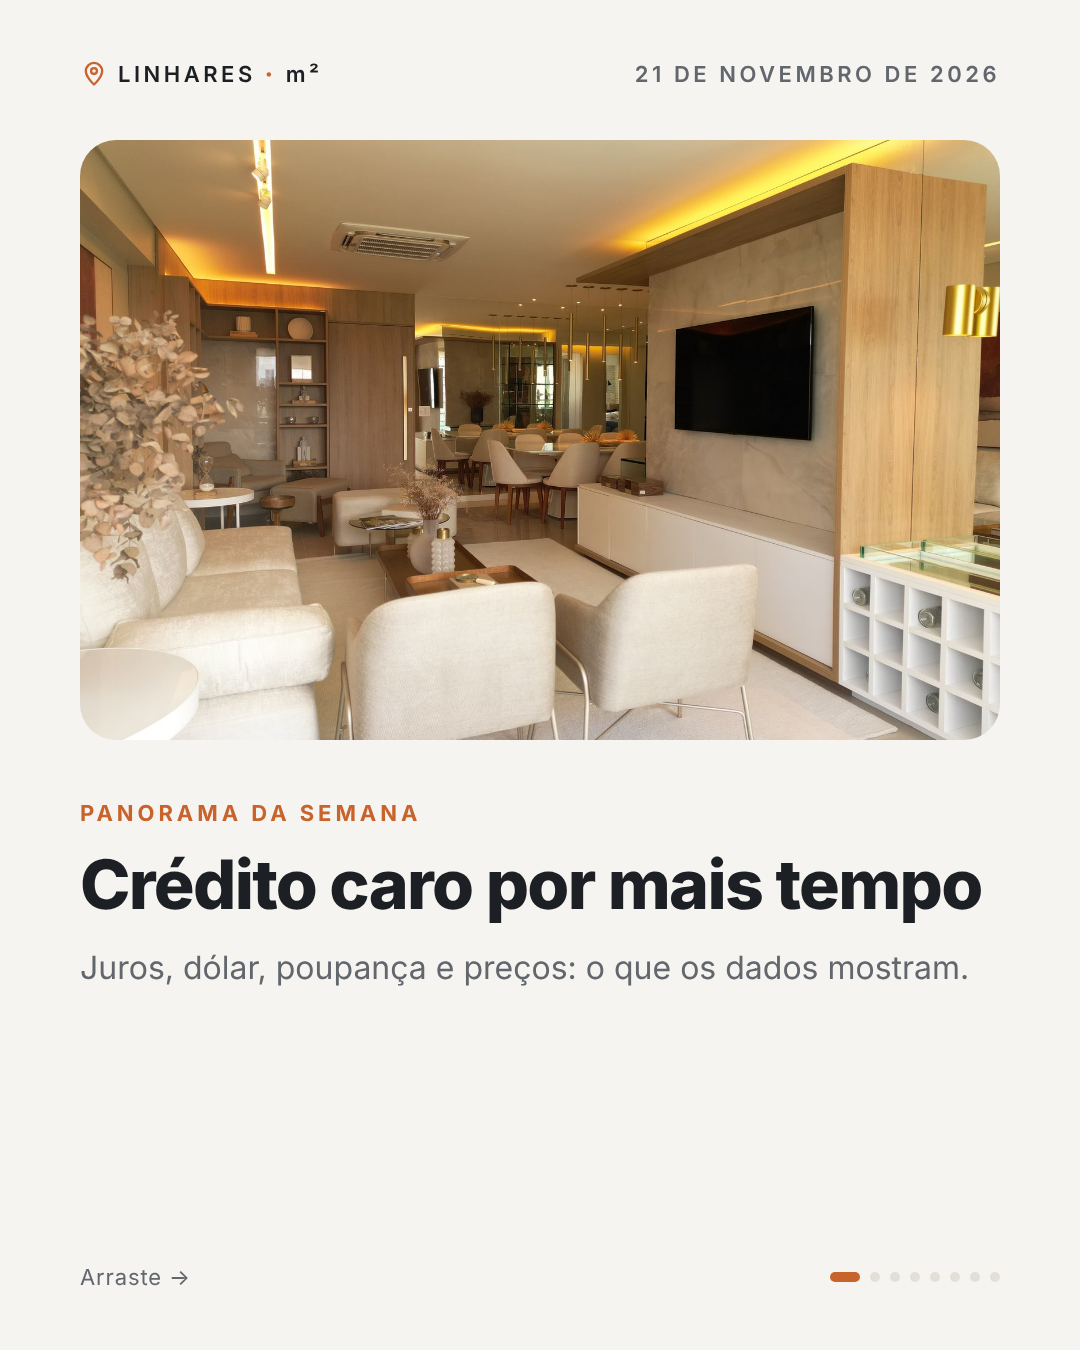 LINHARES · m²
21 DE NOVEMBRO DE 2026
PANORAMA DA SEMANA
Crédito caro por mais tempo
Juros, dólar, poupança e preços: o que os dados mostram.
Arraste →